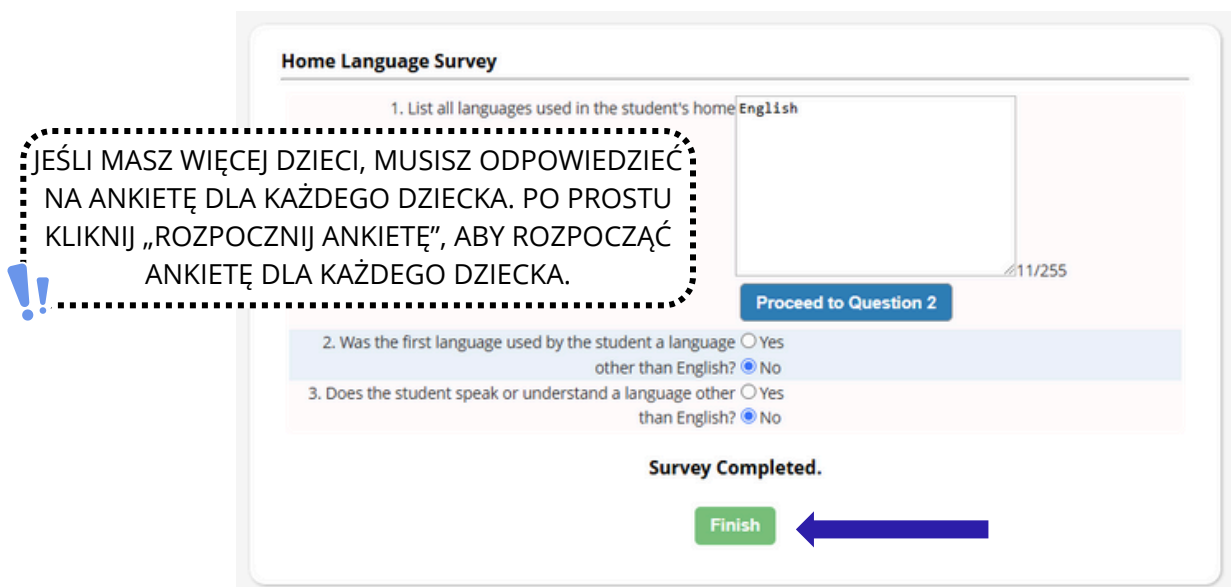 Home Language Survey
1. List all languages used in the student's home
English
JEŚLI MASZ WIĘCEJ DZIECI, MUSISZ ODPOWIEDZIEĆ
NA ANKIETĘ DLA KAŻDEGO DZIECKA. PO PROSTU
KLIKNIJ „ROZPOCZNIJ ANKIETĘ”, ABY ROZPOCZĄĆ
ANKIETĘ DLA KAŻDEGO DZIECKA.
11/255
Proceed to Question 2
2. Was the first language used by the student a language Yes
other than English? No
3. Does the student speak or understand a language other Yes
than English? No
Survey Completed.
Finish